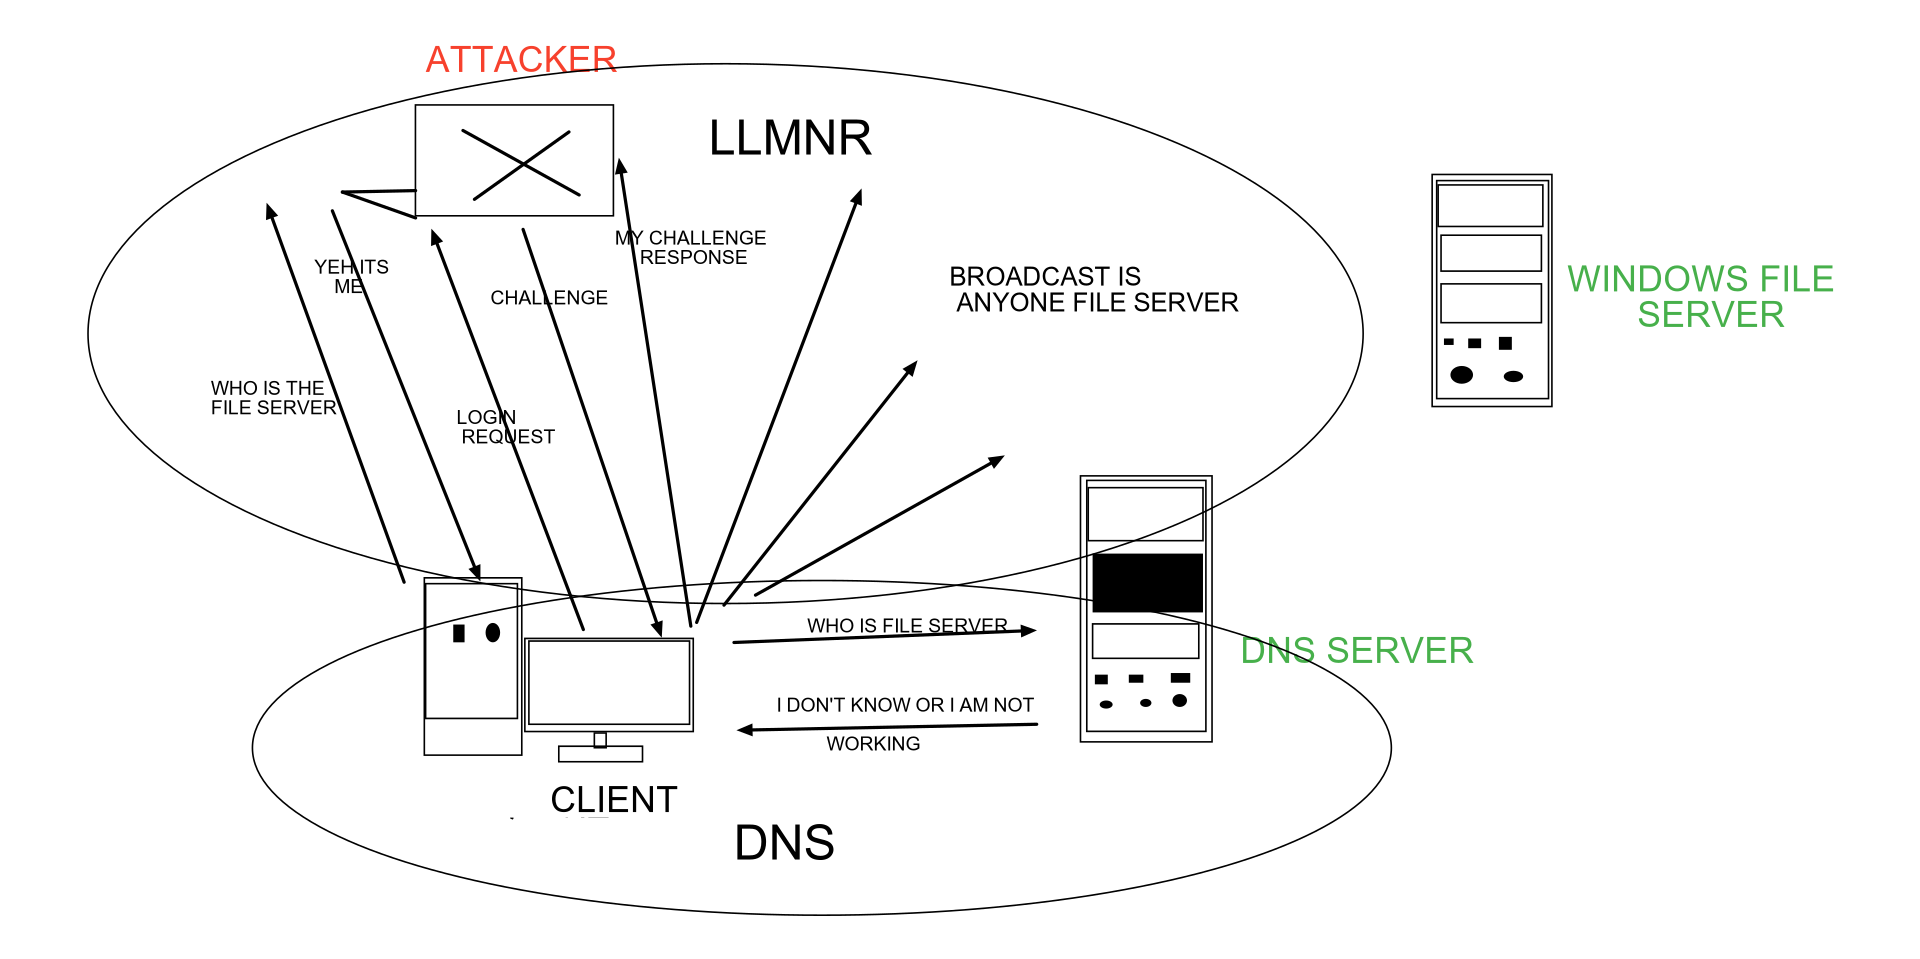 ATTACKER
LLMNR
MY CHALLENGE
RESPONSE
YEH ITS
ME
CHALLENGE
BROADCAST IS
ANYONE FILE SERVER
WINDOWS FILE
SERVER
WHO IS THE
FILE SERVER
LOGIN
REQUEST
WHO IS FILE SERVER
DNS SERVER
I DON'T KNOW OR I AM NOT
WORKING
CLIENT
DNS